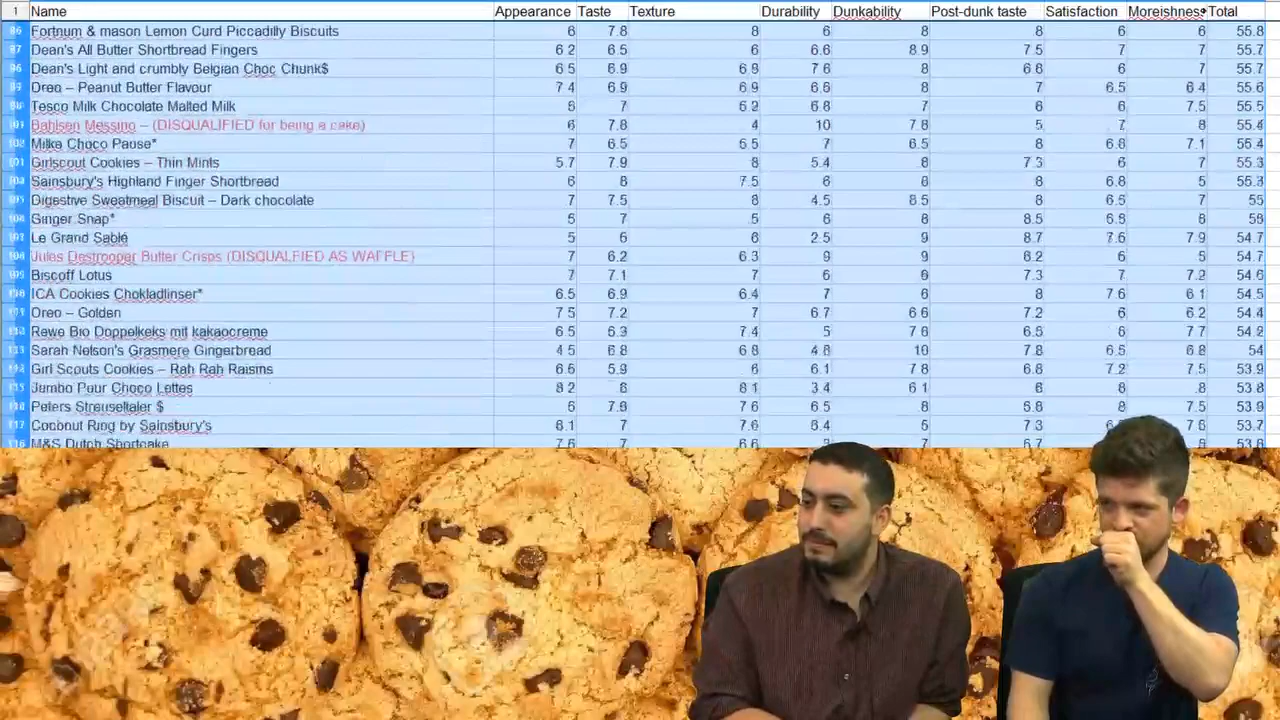 1 Name Appearance Taste Texture Durability Dunkability Post-dunk taste Satisfaction Moreishness Total
Fortnum & mason Lemon Curd Piccadilly Biscuits 6 7.8 8 6 8 8 6 6 55.8
Dean's All Butter Shortbread Fingers 6.2 6.5 6 6.6 8.9 7.5 7 7 55.7
Dean's Light and crumbly Belgian Choc Chunk$ 6.5 6.9 6.9 7.6 8 6 7 55.7
Oreo – Peanut Butter Flavour 7.4 6.9 6.9 8 7 6.5 6.4 55.6
Tesco Milk Chocolate Malted Milk 7 6.2 6.8 7 6 6 7.5 55.5
Bahlsen Messino – (DISQUALIFIED for being a cake) 6 7.8 4 10 7.8 5 7 8 55.4
Milka Choco Pause* 7 6.5 5.5 7 6.5 8 7.1 55.4
Girlscout Cookies – Thin Mints 5.7 7.9 8 5.4 8 7.3 6 7 55.3
Sainsbury's Highland Finger Shortbread 6 8 7.5 6 8 6.8 5 55.3
Digestive Sweatmeal Biscuit – Dark chocolate 7 7.5 8 4.5 8.5 6 6.5 7 55
Ginger Snap* 5 7 5 6 8 8.5 8
Le Grand Sablé 5 6 6 2.5 9 8.7 7.6 7.9 54.7
Jules Destrooper Butter Crisps (DISQUALFIED AS WAFFLE) 7 6.2 6.3 9 9 6.2 6 5 54.7
Biscoff Lotus 7 7.1 7 6 7.3 7 7.2 54.6
ICA Cookies Chokladlinser* 6.5 6.9 6.4 7 6 8 7.6 6.1 54.5
Oreo – Golden 7.5 7.2 7 6.7 6.6 7.2 6 6.2 54.4
Rewe Bio Doppelkeks mit kakaocreme 6.5 6.3 7.4 5 7.6 6.5 6 7.7 54.2
Sarah Nelson's Grasmere Gingerbread 4.5 6.8 6.8 4.8 10 7.8 6.5 6.8 54
Girl Scouts Cookies – Rah Rah Raisins 6.6 5.9 6 6.1 7.8 6.8 7.2 7.5 53.9
Jumbo Pour Choco Lettes 8.2 6 8.1 3.4 6.1 6 8 .8 53.8
Peters Streuseltaler $ 6 7.9 7.6 6.5 8 8 7.5 53.9
Coconut Ring by Sainsbury's 6.1 7 7.6 5 7.3 53.7
M&S Dutch Shortcake 7.6 7 6.6 7